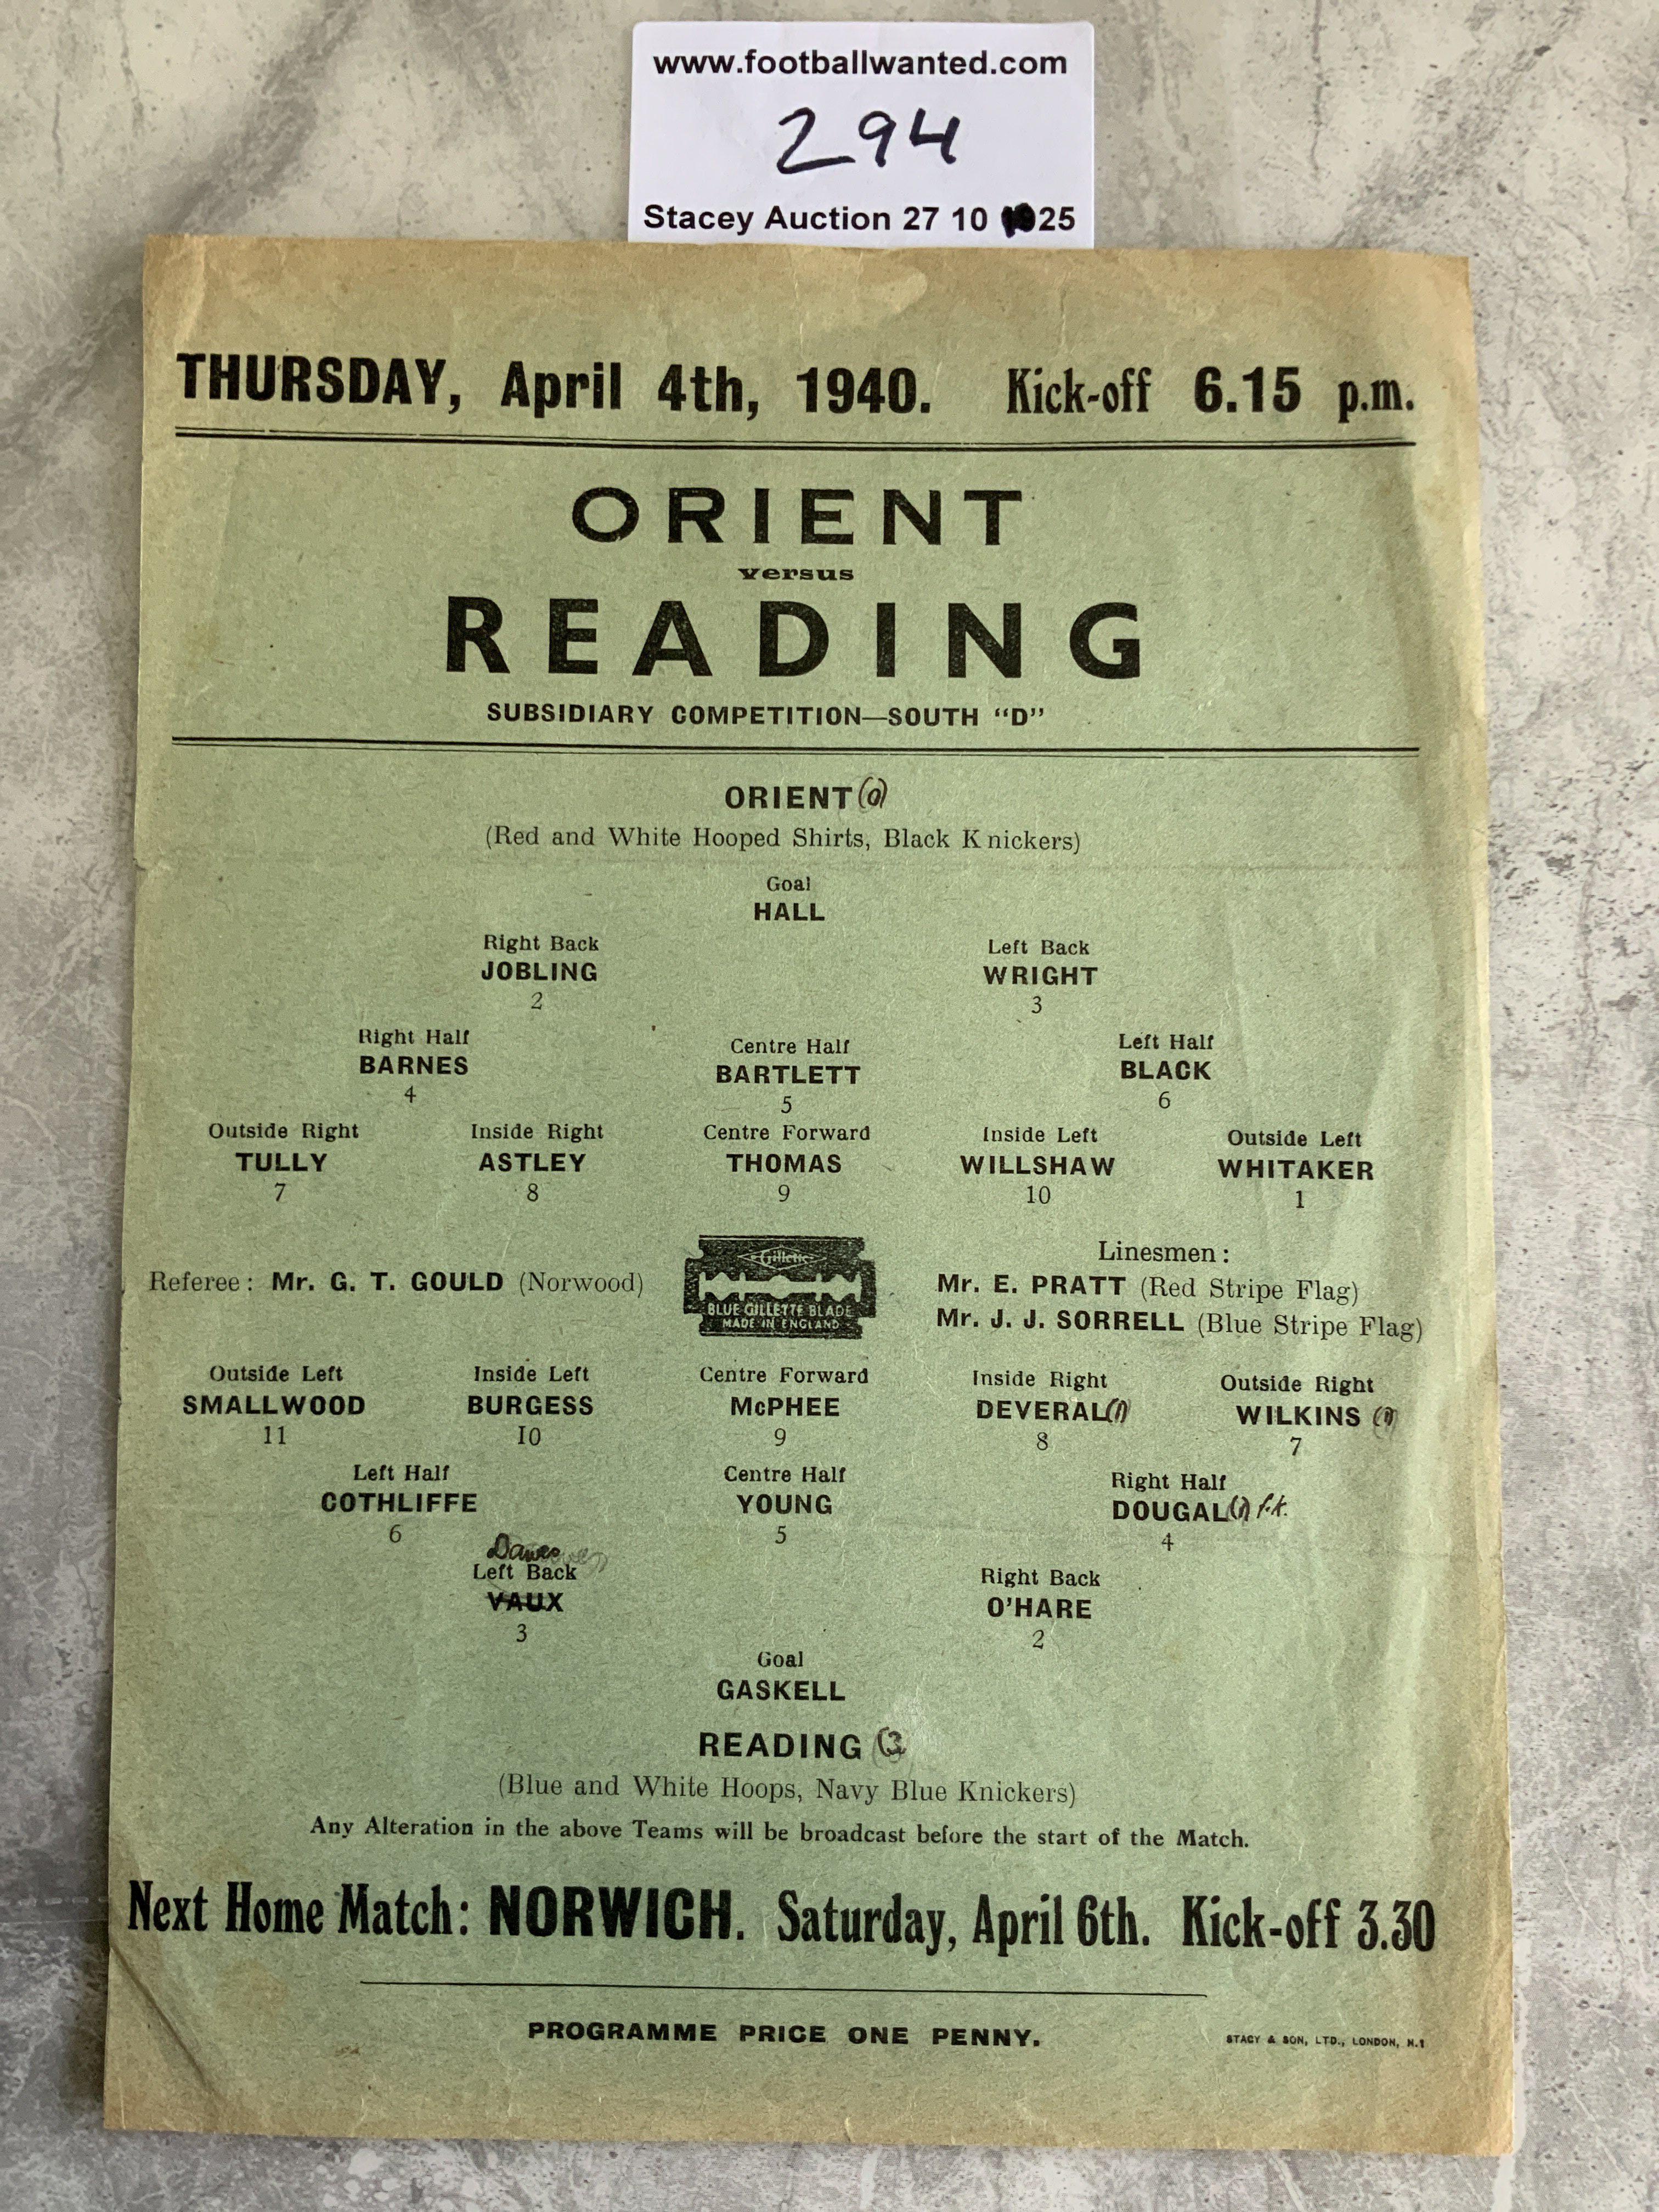 www.footballwanted.com
294
Stacey Auction 27 10 25
THURSDAY, April 4th, 1940. Kick-off 6.15 p.m.
ORIENT
versus
READING
SUBSIDIARY COMPETITION—SOUTH "D"
ORIENT (0)
(Red and White Hooped Shirts, Black Knickers)
Goal
HALL
Right Back Left Back
JOBLING WRIGHT
2 3
Right Half Centre Half Left Half
BARNES BARTLETT BLACK
4 5 6
Outside Right Inside Right Centre Forward Inside Left Outside Left
TULLY ASTLEY THOMAS WILLSHAW WHITAKER
7 8 9 10 1
Linesmen:
Referee: Mr. G. T. GOULD (Norwood) Mr. E. PRATT (Red Stripe Flag)
Mr. J. J. SORRELL (Blue Stripe Flag)
Gillette
BLUE GILLETTE BLADE
MADE IN ENGLAND
Outside Left Inside Left Centre Forward Inside Right Outside Right
SMALLWOOD BURGESS McPHEE DEVERAL (1) WILKINS (1)
11 10 9 8 7
Left Half Centre Half Right Half
COTHLIFFE YOUNG DOUGAL (1) f.k.
6 5 4
Dawes
Left Back Right Back
VAUX O'HARE
3 2
Goal
GASKELL
READING (3
(Blue and White Hoops, Navy Blue Knickers)
Any Alteration in the above Teams will be broadcast before the start of the Match.
Next Home Match: NORWICH. Saturday, April 6th. Kick-off 3.30
PROGRAMME PRICE ONE PENNY.
STACY & SON, LTD., LONDON, N.1